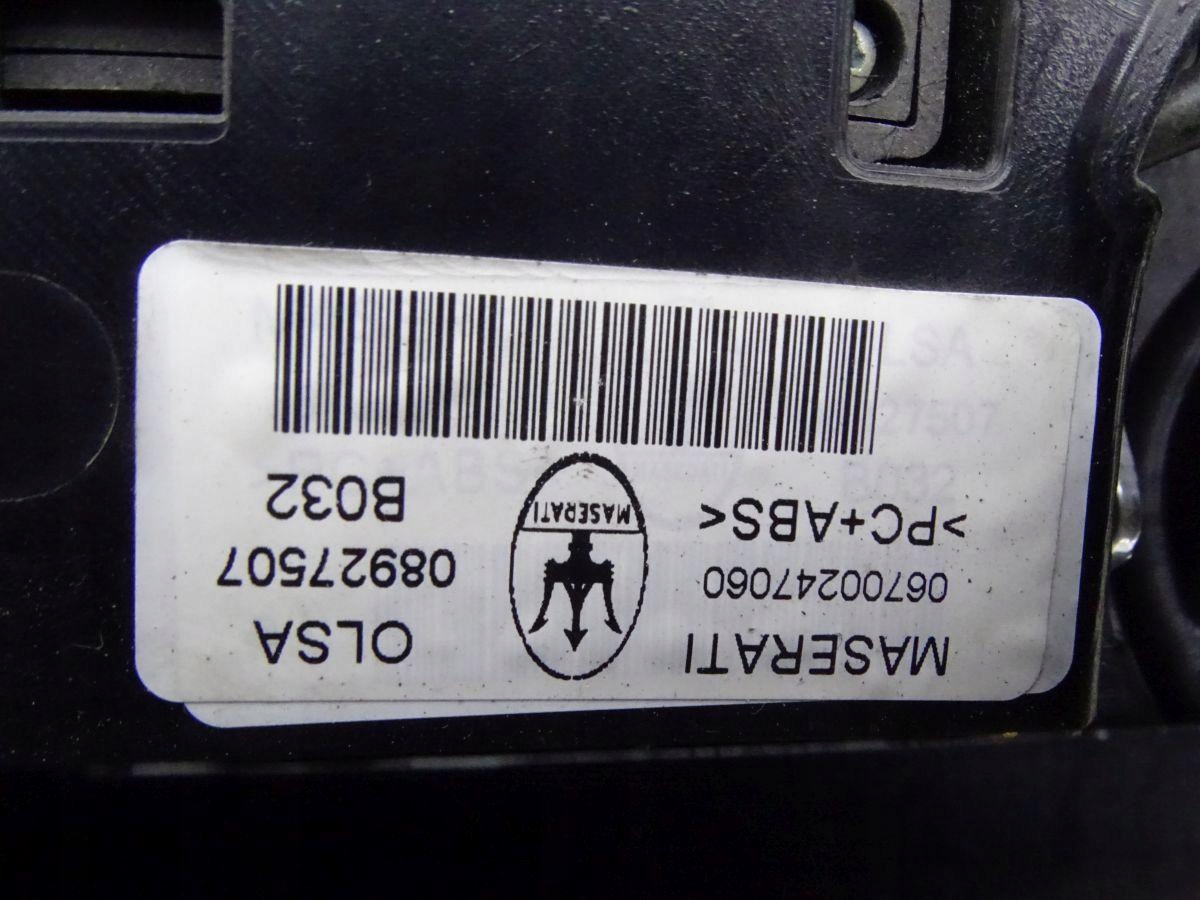 MASERATI
06700247060
>PC+ABS<
MASERATI
OLSA
08927507
B032